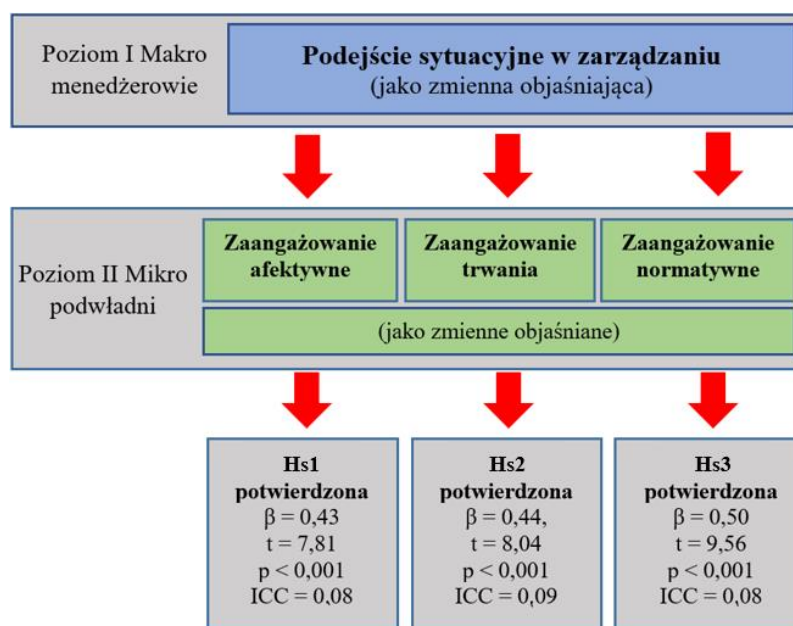 Poziom I Makro
menedżerowie
Podejście sytuacyjne w zarządzaniu
(jako zmienna objaśniająca)
Poziom II Mikro
podwładni
Zaangażowanie
afektywne
Zaangażowanie
trwania
Zaangażowanie
normatywne
(jako zmienne objaśniane)
Hs1
potwierdzona
β = 0,43
t = 7,81
p < 0,001
ICC = 0,08
Hs2
potwierdzona
β = 0,44,
t = 8,04
p < 0,001
ICC = 0,09
Hs3
potwierdzona
β = 0,50
t = 9,56
p < 0,001
ICC = 0,08